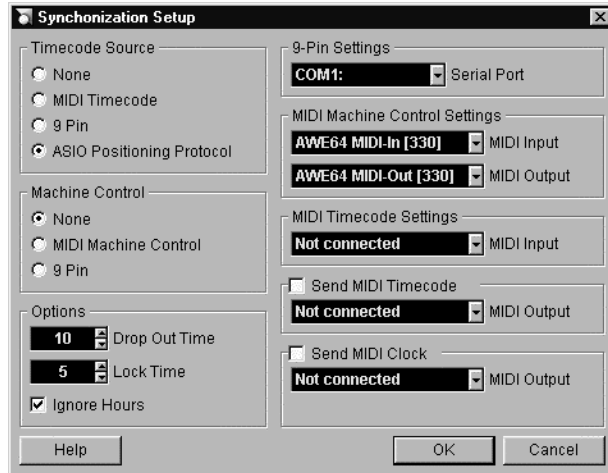 Synchonization Setup
Timecode Source
None
MIDI Timecode
9 Pin
ASIO Positioning Protocol
Machine Control
None
MIDI Machine Control
9 Pin
Options
10 Drop Out Time
5 Lock Time
Ignore Hours
9-Pin Settings
COM1: Serial Port
MIDI Machine Control Settings
AWE64 MIDI-In [330] MIDI Input
AWE64 MIDI-Out [330] MIDI Output
MIDI Timecode Settings
Not connected MIDI Input
Send MIDI Timecode
Not connected MIDI Output
Send MIDI Clock
Not connected MIDI Output
Help
OK
Cancel